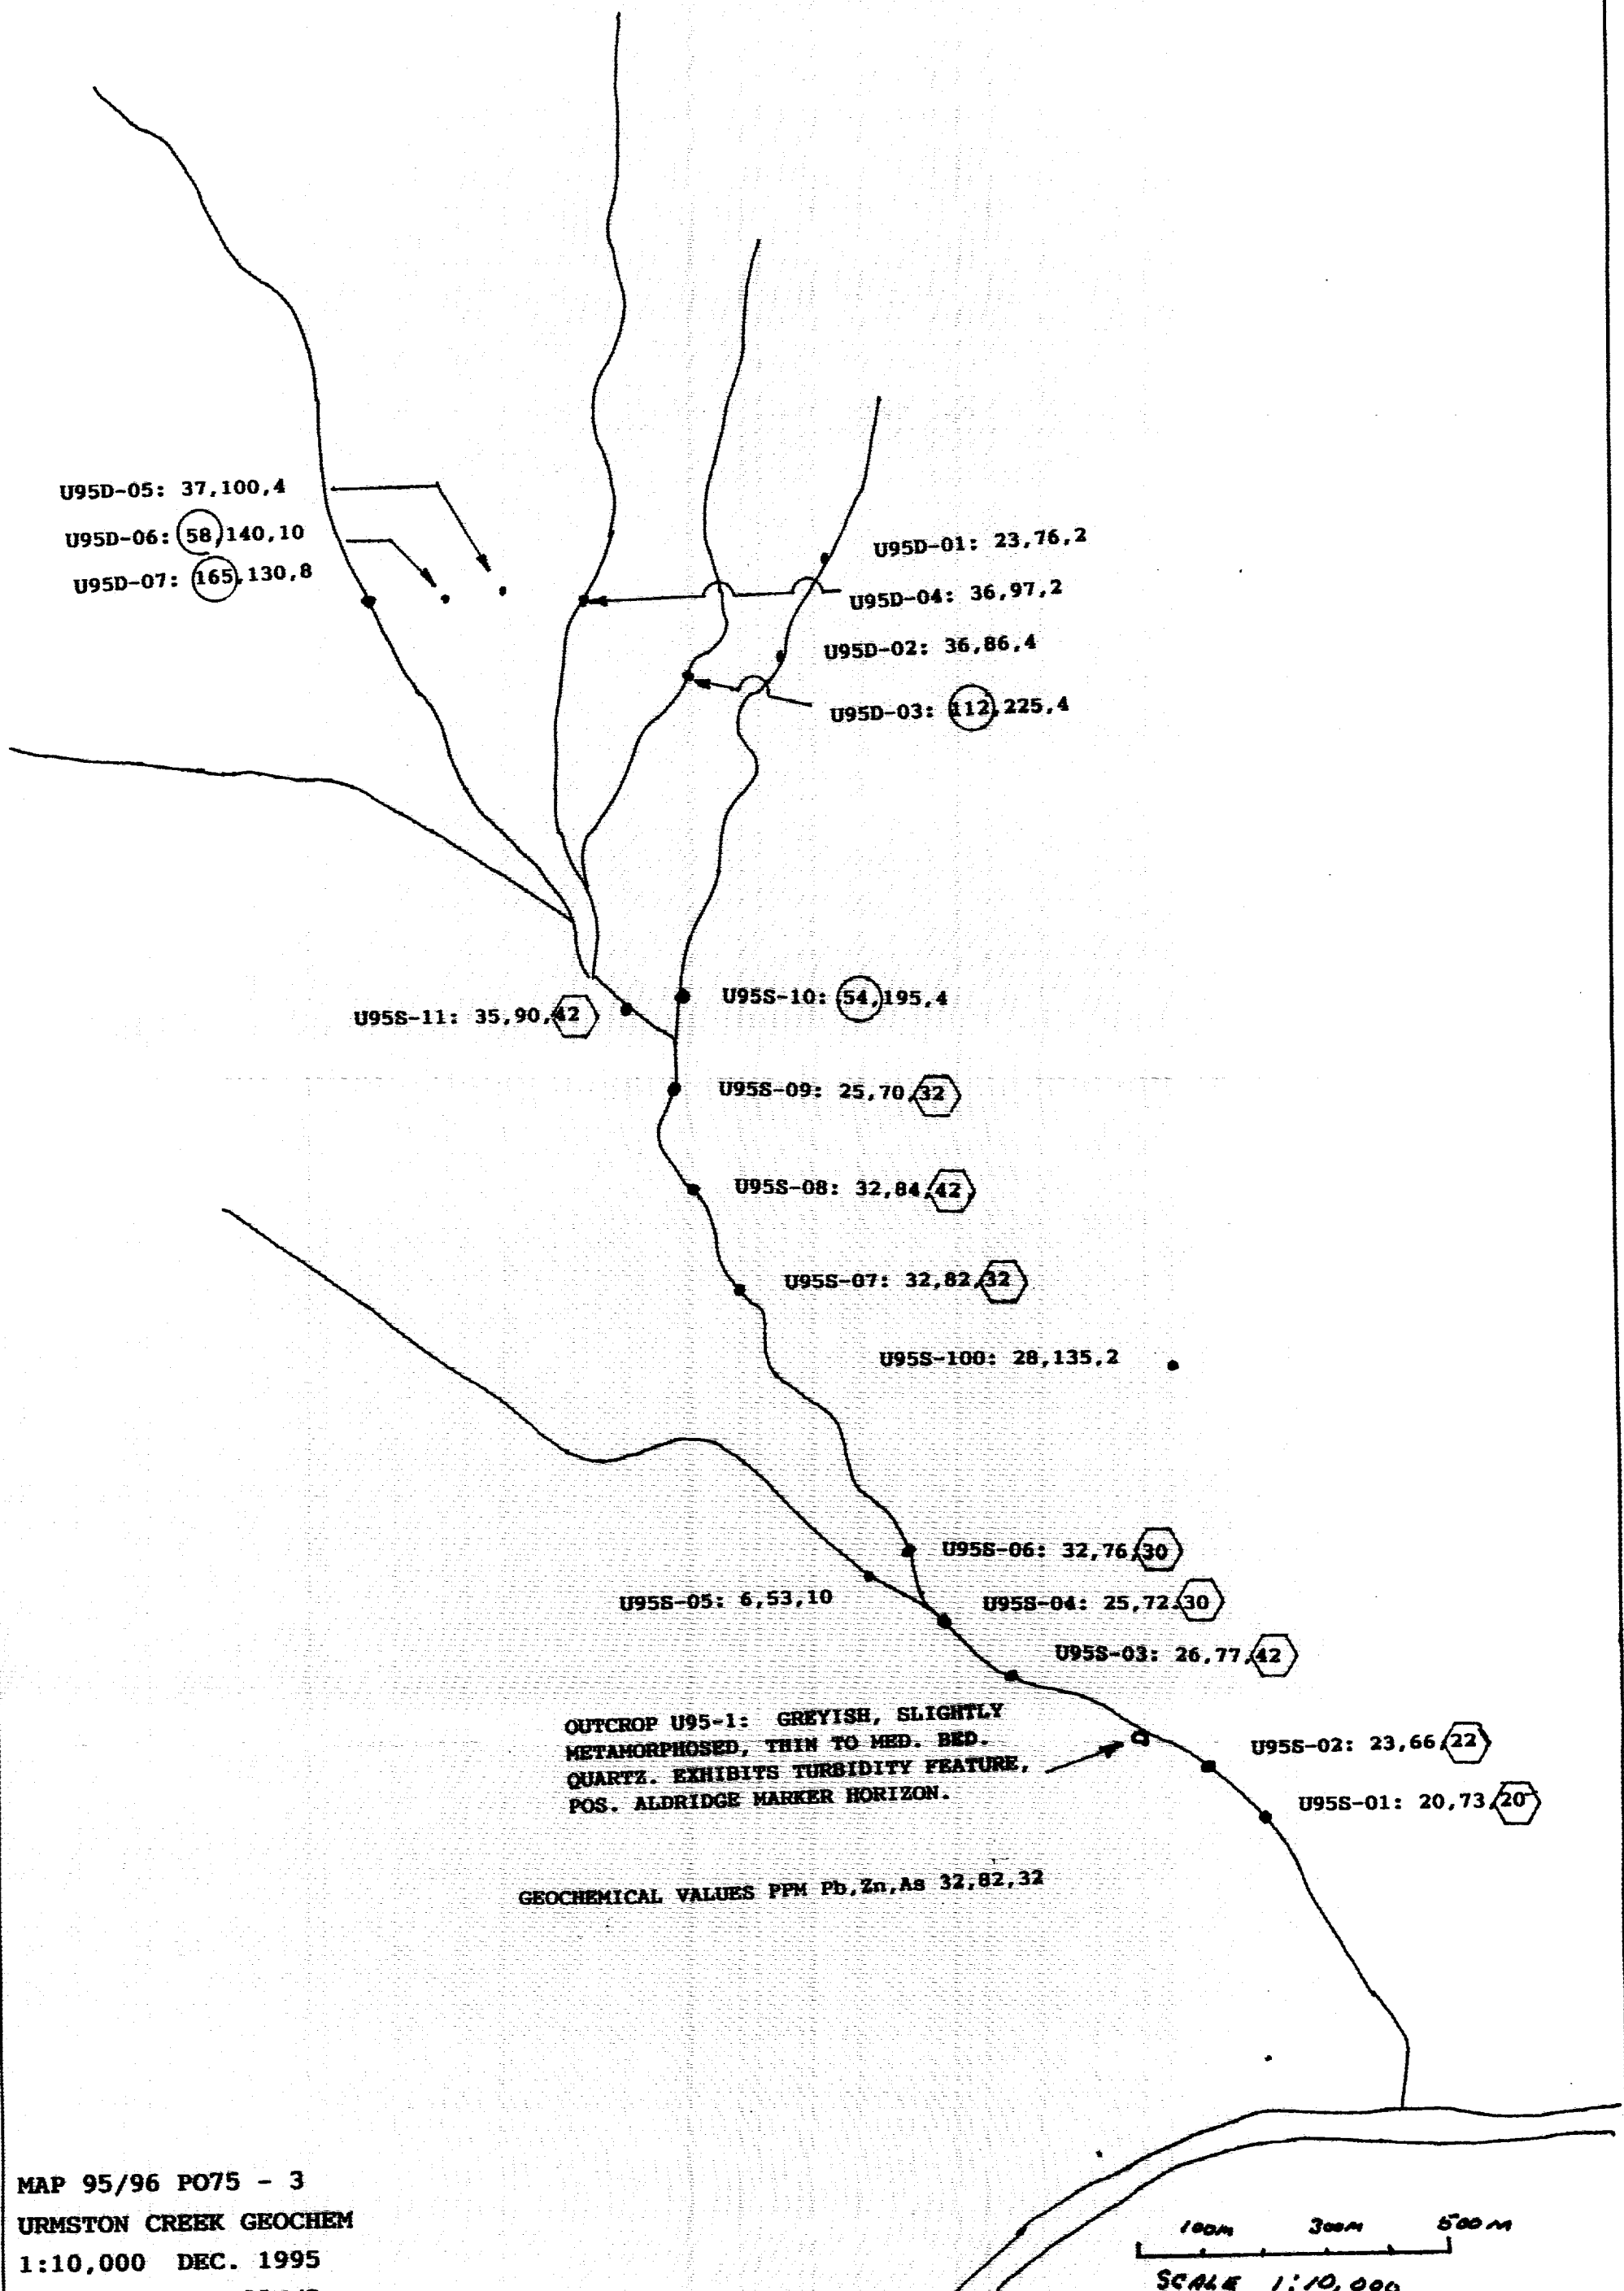 U95D-05: 37,100,4
U95D-06: 58,140,10
U95D-07: 165,130,8
U95D-01: 23,76,2
U95D-04: 36,97,2
U95D-02: 36,86,4
U95D-03: 112,225,4
U95S-10: 54,195,4
U95S-11: 35,90,42
U95S-09: 25,70,32
U95S-08: 32,84,42
U95S-07: 32,82,32
U95S-100: 28,135,2
U95S-06: 32,76,30
U95S-05: 6,53,10
U95S-04: 25,72,30
U95S-03: 26,77,42
OUTCROP U95-1: GREYISH, SLIGHTLY
METAMORPHOSED, THIN TO MED. BED.
QUARTZ. EXHIBITS TURBIDITY FEATURE,
POS. ALDRIDGE MARKER HORIZON.
U95S-02: 23,66,22
U95S-01: 20,73,20
GEOCHEMICAL VALUES PPM Pb,Zn,As 32,82,32
MAP 95/96 PO75 - 3
URMSTON CREEK GEOCHEM
1:10,000 DEC. 1995
100M 300M 500M
SCALE 1:10,000